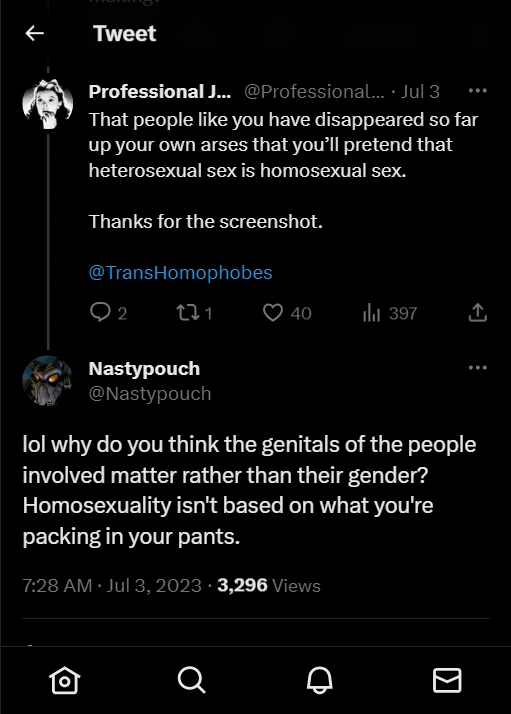 Tweet
Professional J... @Professional... · Jul 3
That people like you have disappeared so far
up your own arses that you’ll pretend that
heterosexual sex is homosexual sex.
Thanks for the screenshot.
@TransHomophobes
2 1 40 397
Nastypouch
@Nastypouch
lol why do you think the genitals of the people
involved matter rather than their gender?
Homosexuality isn't based on what you're
packing in your pants.
7:28 AM · Jul 3, 2023 · 3,296 Views